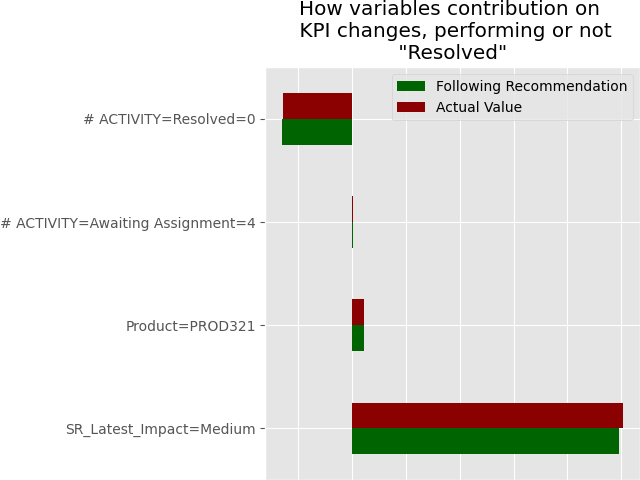 How variables contribution on
KPI changes, performing or not
"Resolved"
Following Recommendation
Actual Value
# ACTIVITY=Resolved=0
# ACTIVITY=Awaiting Assignment=4
Product=PROD321
SR_Latest_Impact=Medium